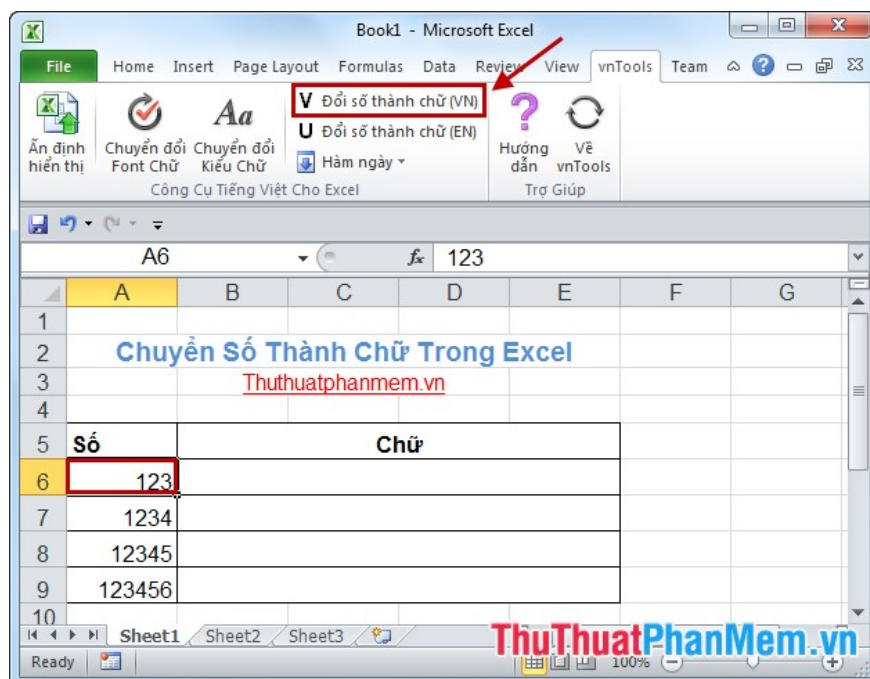 Book1 - Microsoft Excel
File Home Insert Page Layout Formulas Data Review View vnTools Team
Ẩn định hiển thị
Chuyển đổi Font Chữ
Aa
Chuyển đổi Kiểu Chữ
V Đổi số thành chữ (VN)
U Đổi số thành chữ (EN)
Hàm ngày
Công Cụ Tiếng Việt Cho Excel
Hướng dẫn
Về vnTools
Trợ Giúp
A6 fx 123
A B C D E F G
1
2 Chuyển Số Thành Chữ Trong Excel
3 Thuthuatphanmem.vn
4
5 Số Chữ
6 123
7 1234
8 12345
9 123456
10
Sheet1 Sheet2 Sheet3
ThuThuatPhanMem.vn
Ready 100%